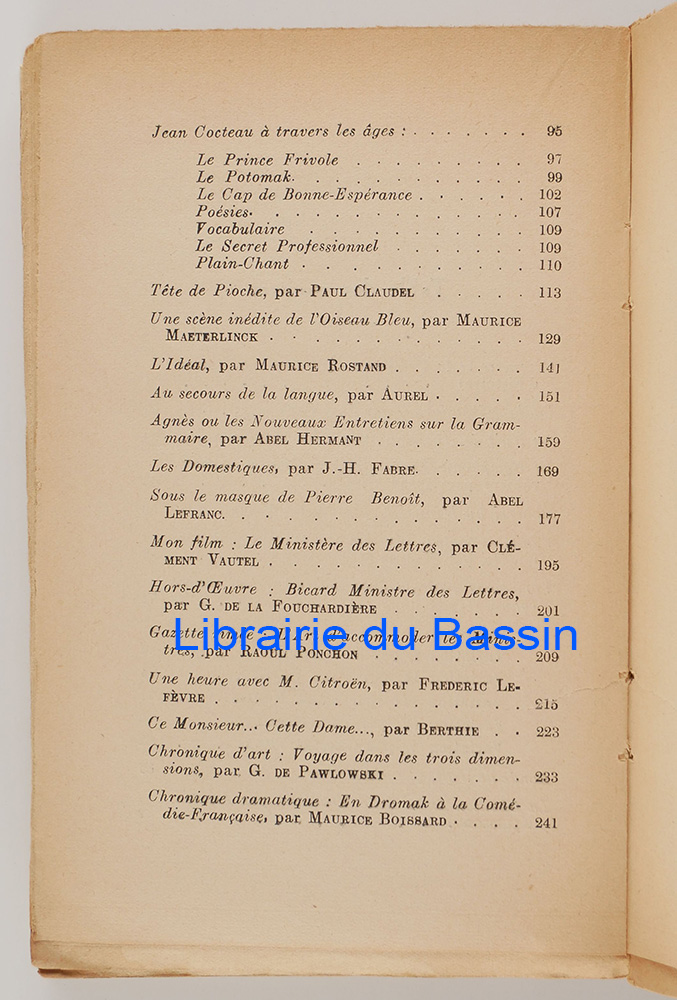 Jean Cocteau à travers les âges : . . . . . . . 95
Le Prince Frivole . . . . . . . . . 97
Le Potomak. . . . . . . . . . . . 99
Le Cap de Bonne-Espérance . . . . . . 102
Poésies. . . . . . . . . . . . . . 107
Vocabulaire . . . . . . . . . . . 109
Le Secret Professionnel . . . . . . . 109
Plain-Chant . . . . . . . . . . . 110
Tête de Pioche, par PAUL CLAUDEL . . . . . 113
Une scène inédite de l'Oiseau Bleu, par MAURICE
MAETERLINCK . . . . . . . . . . . 129
L'Idéal, par MAURICE ROSTAND . . . . . . 141
Au secours de la langue, par AUREL . . . . . 151
Agnès ou les Nouveaux Entretiens sur la Gram-
maire, par ABEL HERMANT . . . . . . . . 159
Les Domestiques, par J.-H. FABRE. . . . . . 169
Sous le masque de Pierre Benoît, par ABEL
LEFRANC. . . . . . . . . . . . . . 177
Mon film : Le Ministère des Lettres, par CLÉ-
MENT VAUTEL . . . . . . . . . . . . 195
Hors-d'Œuvre : Bicard Ministre des Lettres,
par G. DE LA FOUCHARDIÈRE . . . . . . . 201
Gazette rimée : L'Art d'accommoder les Minis-
tres, par RAOUL PONCHON . . . . . . . . 209
Librairie du Bassin
Une heure avec M. Citroën, par FREDERIC LE-
FÈVRE . . . . . . . . . . . . . . 215
Ce Monsieur... Cette Dame..., par BERTHIE . . 223
Chronique d'art : Voyage dans les trois dimen-
sions, par G. DE PAWLOWSKI . . . . . . . 233
Chronique dramatique : En Dromak à la Comé-
die-Française, par MAURICE BOISSARD . . . . 241